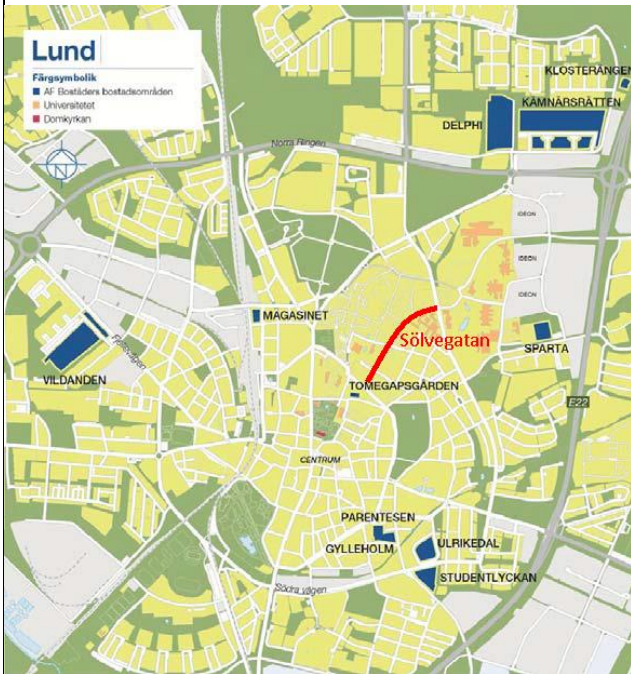 Lund
Färgsymbolik
AF Bostäders bostadsområden
Universitetet
Domkyrkan
N
KLOSTERÄNGEN
KÄMNÄRSRÄTTEN
DELPHI
Norra Ringen
IDEON
IDEON
IDEON
MAGASINET
Sölvegatan
SPARTA
Fjelievägen
VILDANDEN
TOMEGAPSGÅRDEN
E22
CENTRUM
PARENTESEN
GYLLEHOLM
ULRIKEDAL
STUDENTLYCKAN
Södra vägen